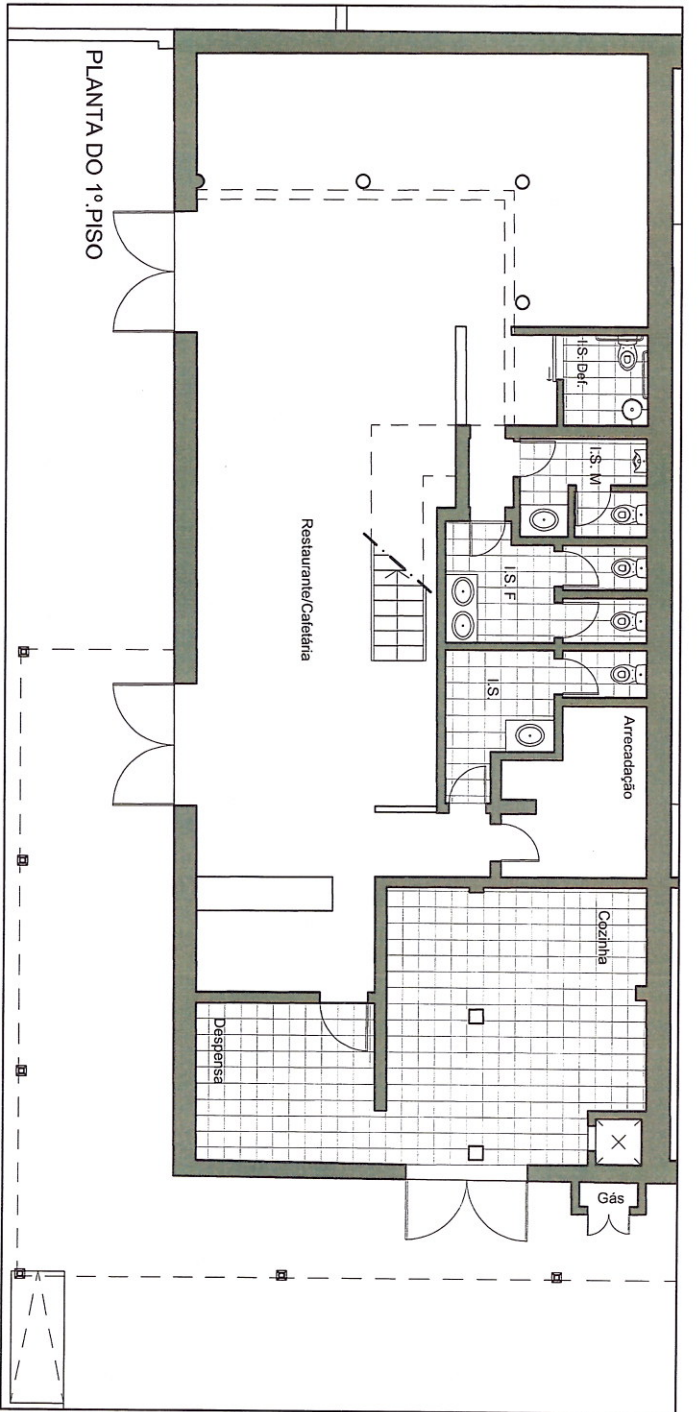 PLANTA DO 1º.PISO
I.S. Def.
I.S. M
I.S. F
I.S.
Arrecadação
Restaurante/Cafetária
Cozinha
Despensa
Gás